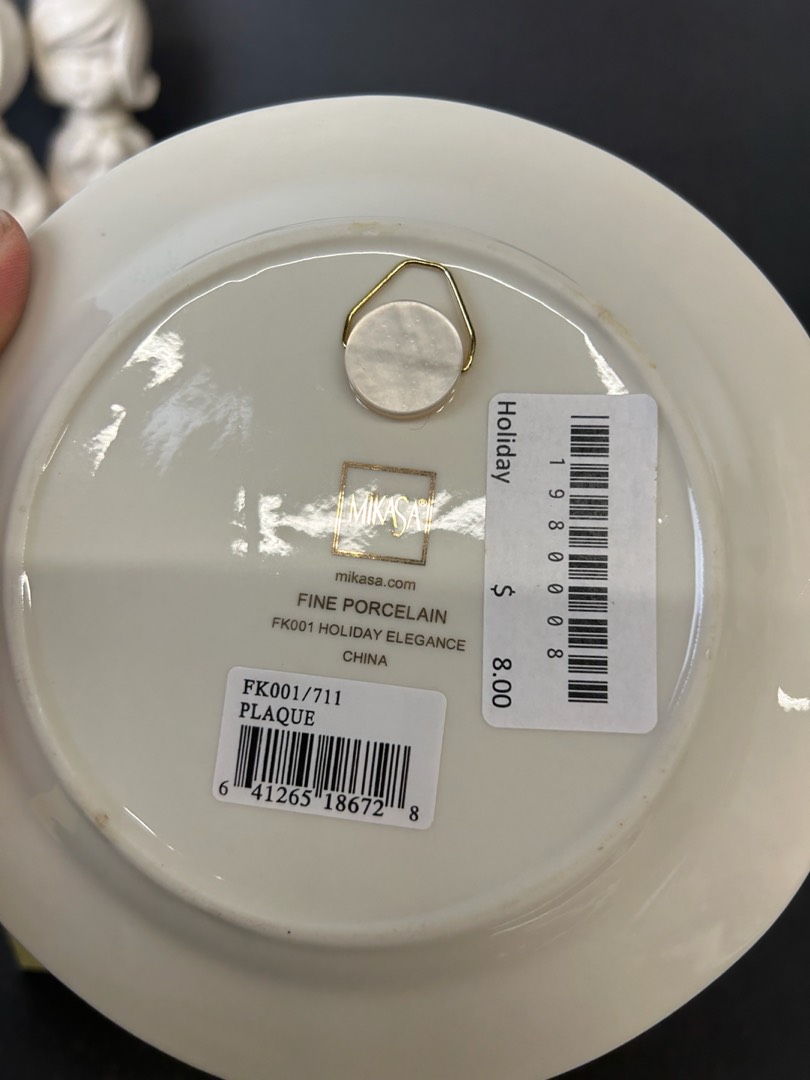 MIKASA®
mikasa.com
FINE PORCELAIN
FK001 HOLIDAY ELEGANCE
CHINA
FK001/711
PLAQUE
6 41265 18672 8
Holiday $ 8.00
1980008